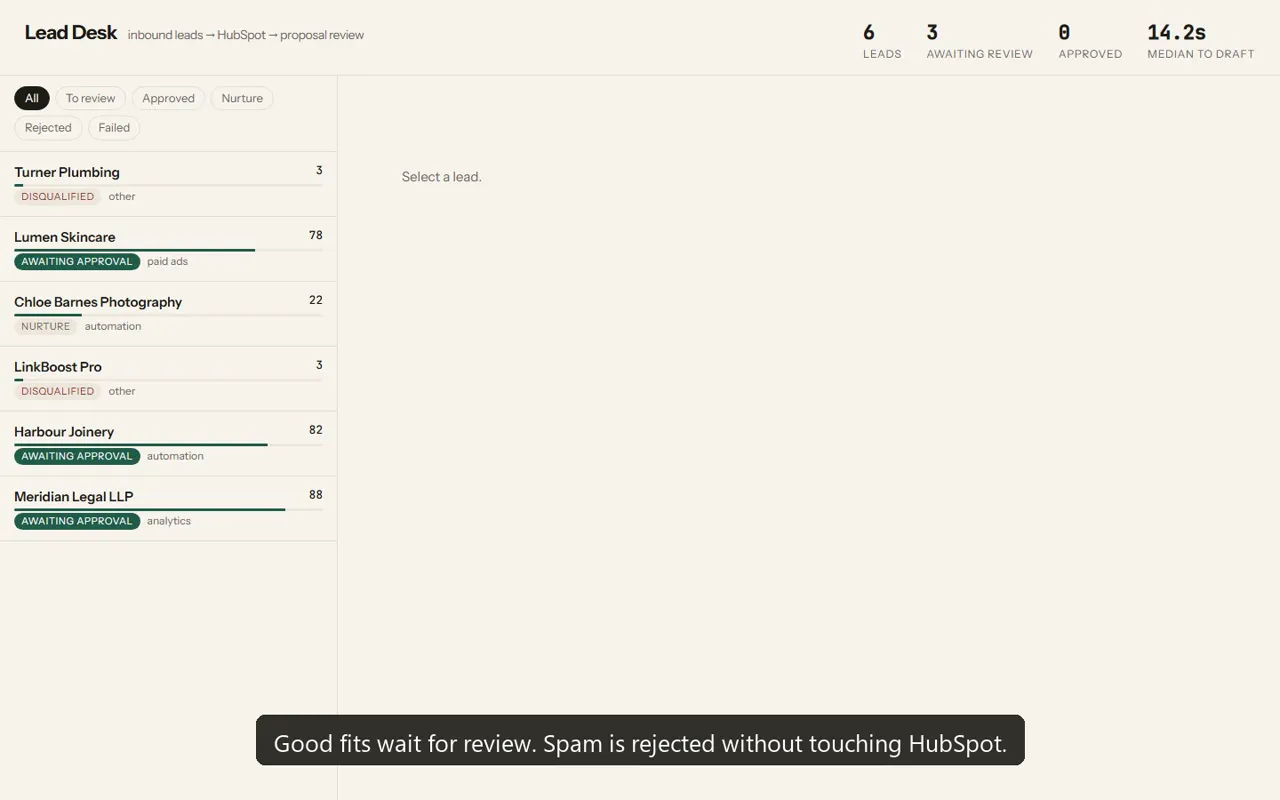 Lead Desk inbound leads → HubSpot → proposal review
6 3 0 14.2s
LEADS AWAITING REVIEW APPROVED MEDIAN TO DRAFT
All To review Approved Nurture
Rejected Failed
Turner Plumbing 3
DISQUALIFIED other
Lumen Skincare 78
AWAITING APPROVAL paid ads
Chloe Barnes Photography 22
NURTURE automation
LinkBoost Pro 3
DISQUALIFIED other
Harbour Joinery 82
AWAITING APPROVAL automation
Meridian Legal LLP 88
AWAITING APPROVAL analytics
Select a lead.
Good fits wait for review. Spam is rejected without touching HubSpot.